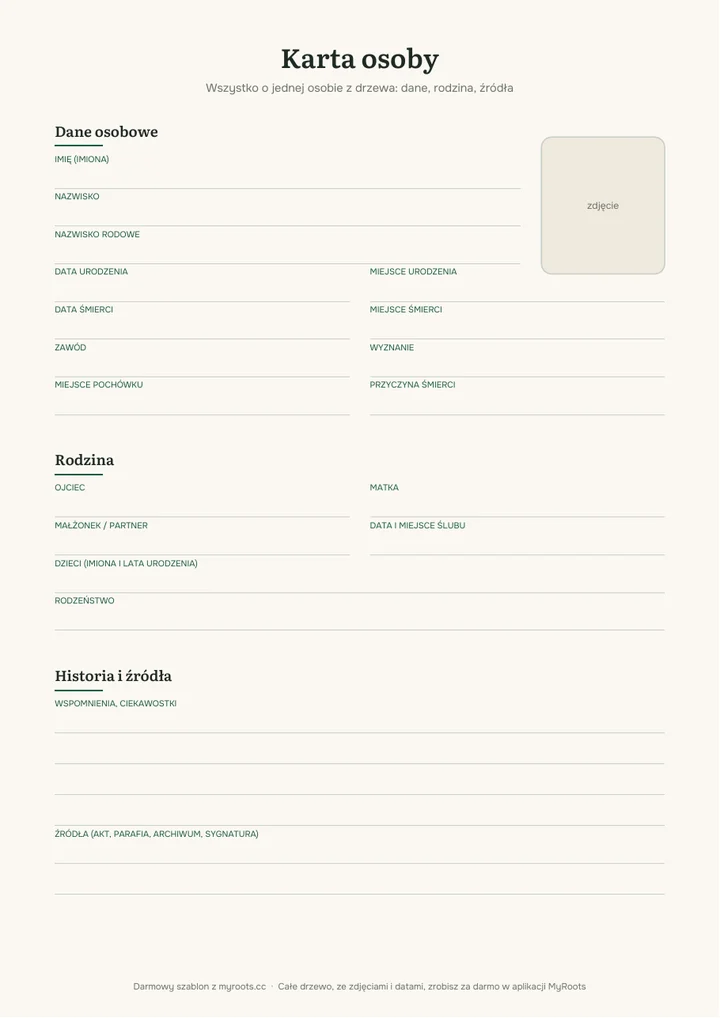 Karta osoby
Wszystko o jednej osobie z drzewa: dane, rodzina, źródła
Dane osobowe
IMIĘ (IMIONA)
zdjęcie
NAZWISKO
NAZWISKO RODOWE
DATA URODZENIA
MIEJSCE URODZENIA
DATA ŚMIERCI
MIEJSCE ŚMIERCI
ZAWÓD
WYZNANIE
MIEJSCE POCHÓWKU
PRZYCZYNA ŚMIERCI
Rodzina
OJCIEC
MATKA
MAŁŻONEK / PARTNER
DATA I MIEJSCE ŚLUBU
DZIECI (IMIONA I LATA URODZENIA)
RODZEŃSTWO
Historia i źródła
WSPOMNIENIA, CIEKAWOSTKI
ŹRÓDŁA (AKT, PARAFIA, ARCHIWUM, SYGNATURA)
Darmowy szablon z myroots.cc · Całe drzewo, ze zdjęciami i datami, zrobisz za darmo w aplikacji MyRoots